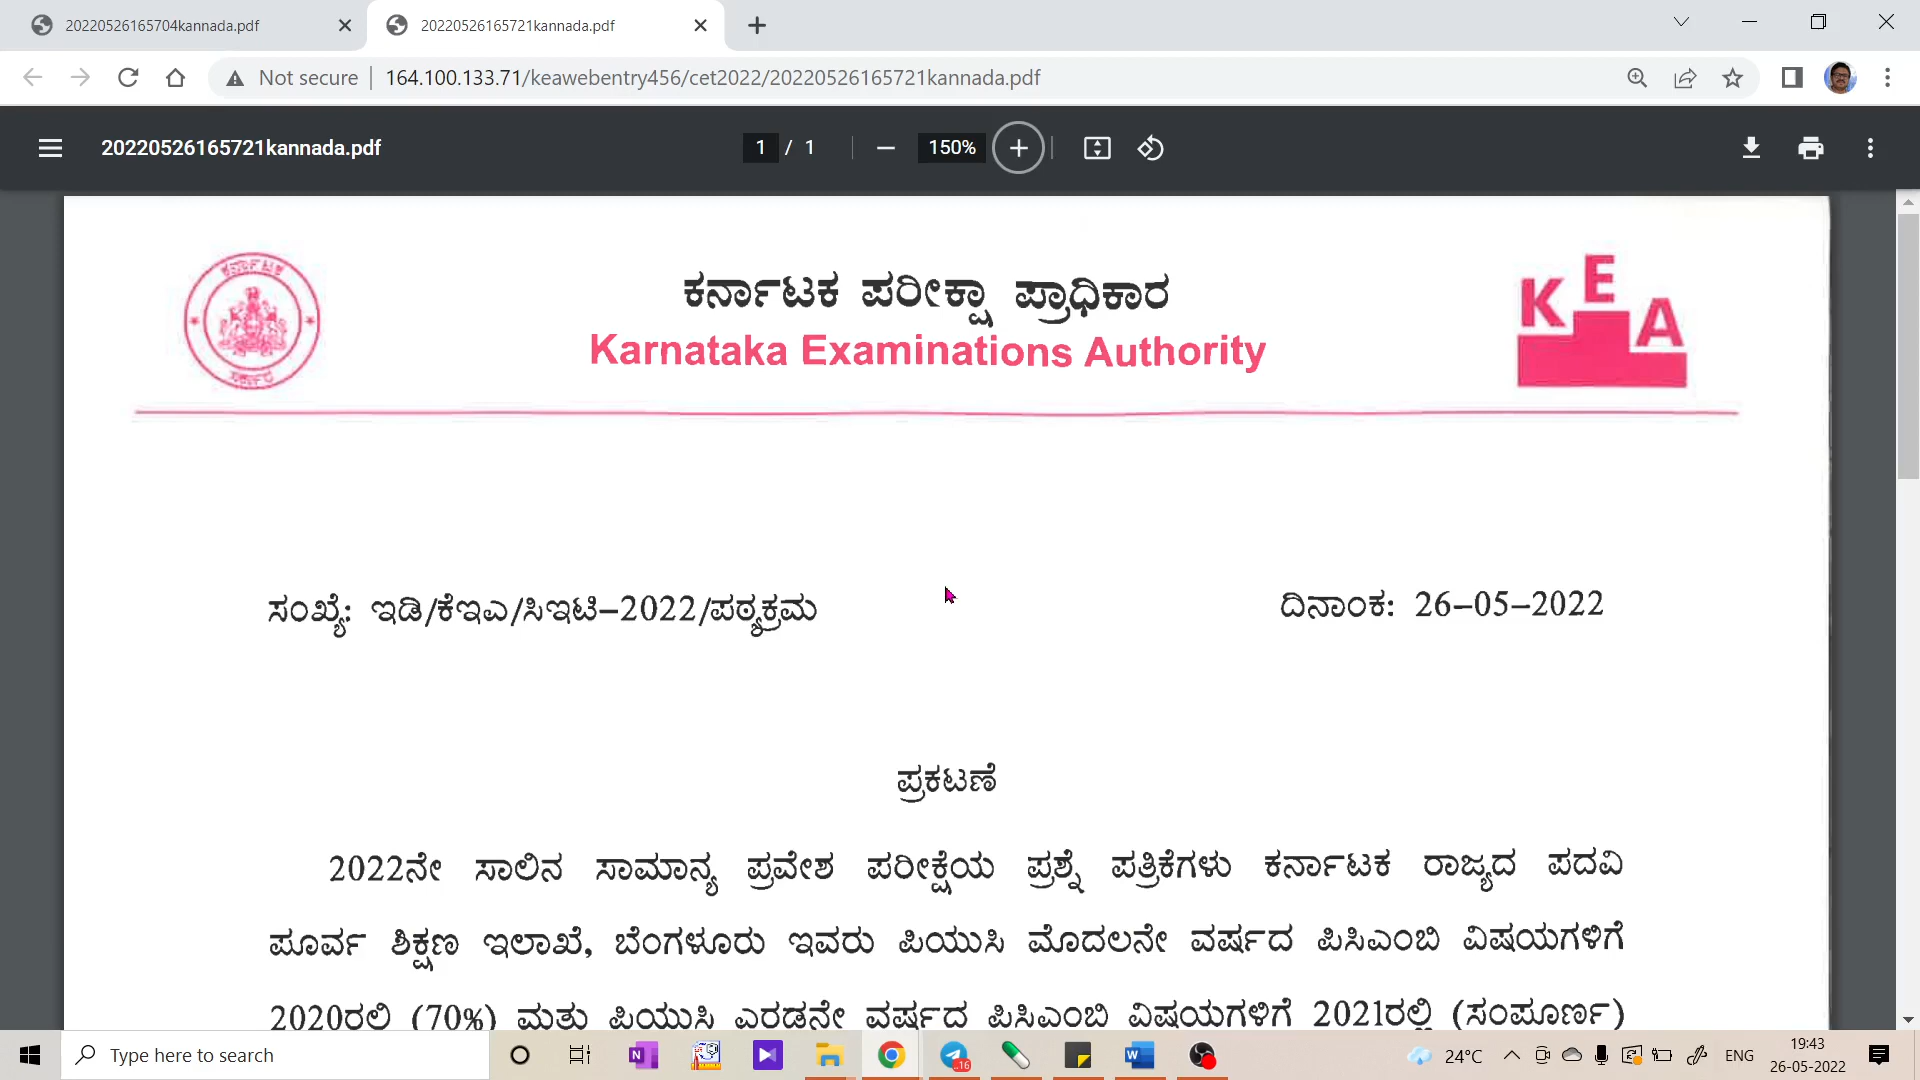 20220526165704kannada.pdf
20220526165721kannada.pdf
Not secure
164.100.133.71/keawebentry456/cet2022/20220526165721kannada.pdf
20220526165721kannada.pdf
1 / 1
150%
ಕರ್ನಾಟಕ ಪರೀಕ್ಷಾ ಪ್ರಾಧಿಕಾರ
Karnataka Examinations Authority
KEA
ಸಂಖ್ಯೆ: ಇಡಿ/ಕೆಇಎ/ಸಿಇಟಿ-2022/ಪಠ್ಯಕ್ರಮ
ದಿನಾಂಕ: 26-05-2022
ಪ್ರಕಟಣೆ
2022ನೇ ಸಾಲಿನ ಸಾಮಾನ್ಯ ಪ್ರವೇಶ ಪರೀಕ್ಷೆಯ ಪ್ರಶ್ನೆ ಪತ್ರಿಕೆಗಳು ಕರ್ನಾಟಕ ರಾಜ್ಯದ ಪದವಿ
ಪೂರ್ವ ಶಿಕ್ಷಣ ಇಲಾಖೆ, ಬೆಂಗಳೂರು ಇವರು ಪಿಯುಸಿ ಮೊದಲನೇ ವರ್ಷದ ಪಿಸಿಎಂಬಿ ವಿಷಯಗಳಿಗೆ
2020ರಲ್ಲಿ (70%) ಮತ್ತು ಪಿಯುಸಿ ಎರಡನೇ ವರ್ಷದ ಪಿಸಿಎಂಬಿ ವಿಷಯಗಳಿಗೆ 2021ರಲ್ಲಿ (ಸಂಪೂರ್ಣ)
Type here to search
24°C
ENG
19:43
26-05-2022